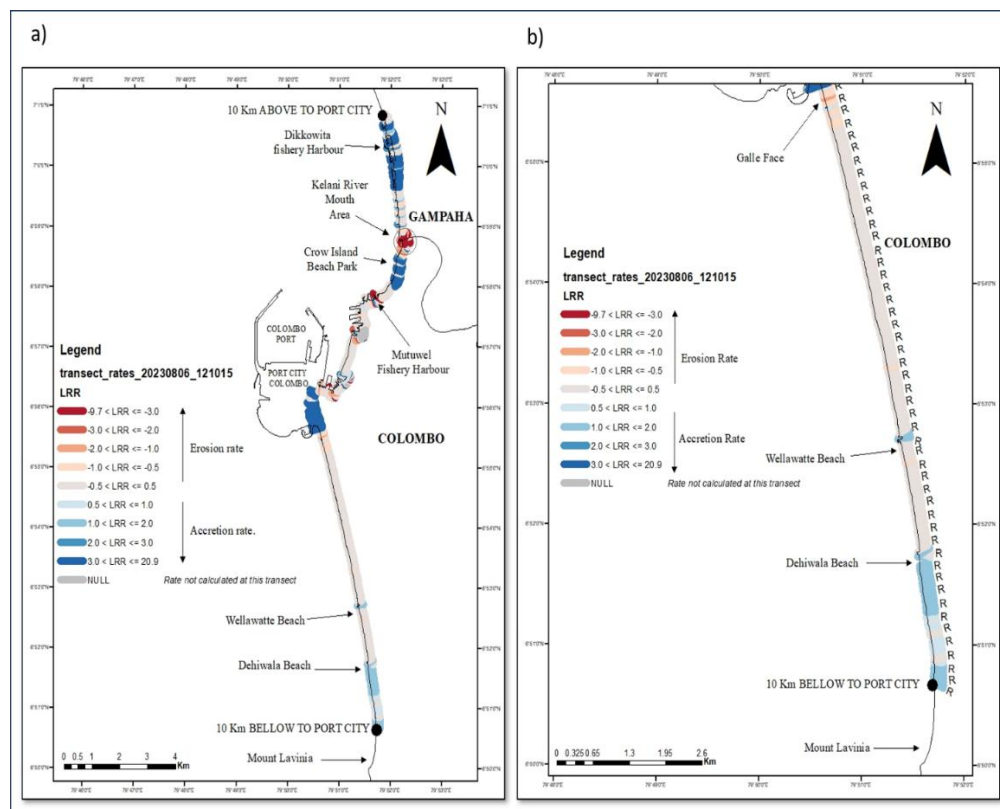 a)
10 Km ABOVE TO PORT CITY
Dikkowita
fishery Harbour
Kelani River
Mouth
Area
Crow Island
Beach Park
N
GAMPAHA
COLOMBO
PORT
PORT CITY
COLOMBO
Mutuwel
Fishery Harbour
COLOMBO
Legend
transect_rates_20230806_121015
LRR
-9.7 < LRR <= -3.0
-3.0 < LRR <= -2.0
-2.0 < LRR <= -1.0
-1.0 < LRR <= -0.5
-0.5 < LRR <= 0.5
0.5 < LRR <= 1.0
1.0 < LRR <= 2.0
2.0 < LRR <= 3.0
3.0 < LRR <= 20.9
NULL
Erosion rate
Accretion rate.
Rate not calculated at this transect
Wellawatte Beach
Dehiwala Beach
10 Km BELLOW TO PORT CITY
Mount Lavinia
0 0.5 1 2 3 4
Km
b)
N
Galle Face
COLOMBO
Legend
transect_rates_20230806_121015
LRR
-9.7 < LRR <= -3.0
-3.0 < LRR <= -2.0
-2.0 < LRR <= -1.0
-1.0 < LRR <= -0.5
-0.5 < LRR <= 0.5
0.5 < LRR <= 1.0
1.0 < LRR <= 2.0
2.0 < LRR <= 3.0
3.0 < LRR <= 20.9
NULL
Erosion Rate
Accretion Rate
Rate not calculated at this transect
Wellawatte Beach
Dehiwala Beach
10 Km BELLOW TO PORT CITY
Mount Lavinia
0 0.325 0.65 1.3 1.95 2.6
Km